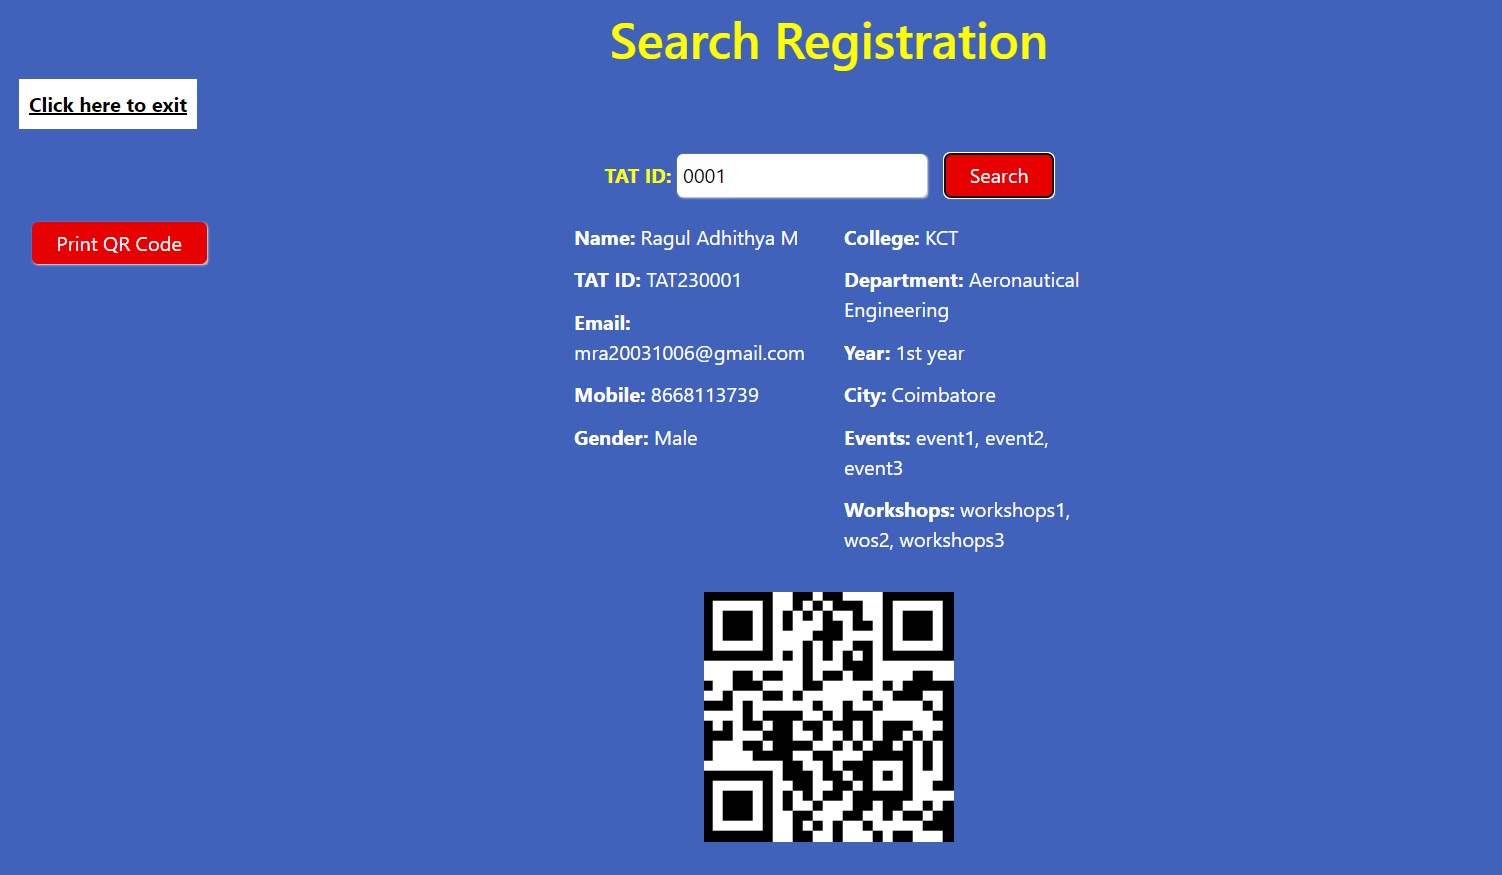 Search Registration
Click here to exit
TAT ID: 0001 Search
Print QR Code
Name: Ragul Adhithya M
TAT ID: TAT230001
Email:
mra20031006@gmail.com
Mobile: 8668113739
Gender: Male
College: KCT
Department: Aeronautical
Engineering
Year: 1st year
City: Coimbatore
Events: event1, event2,
event3
Workshops: workshops1,
wos2, workshops3